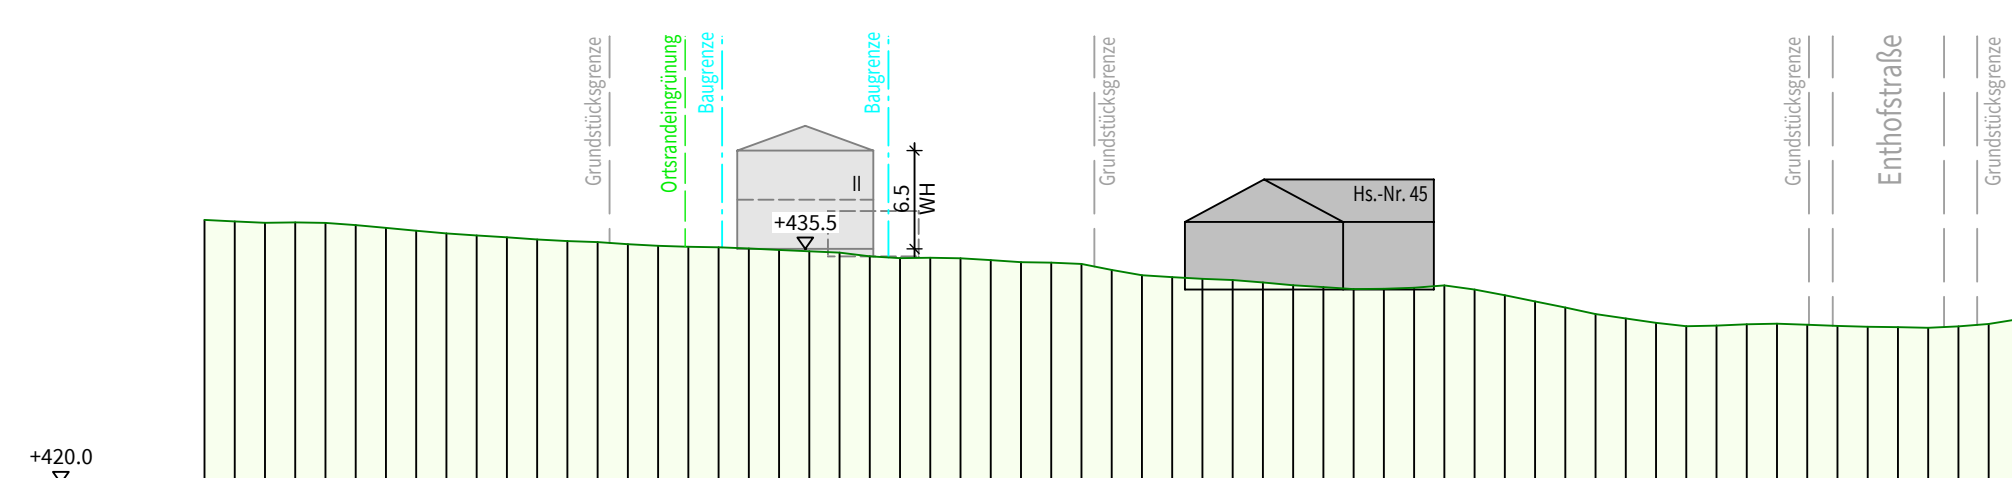 Grundstücksgrenze
Ortsrandeingrünung
Baugrenze
Baugrenze
Grundstücksgrenze
Grundstücksgrenze
Enthofstraße
Grundstücksgrenze
II
6.5
WH
+435.5
Hs.-Nr. 45
+420.0